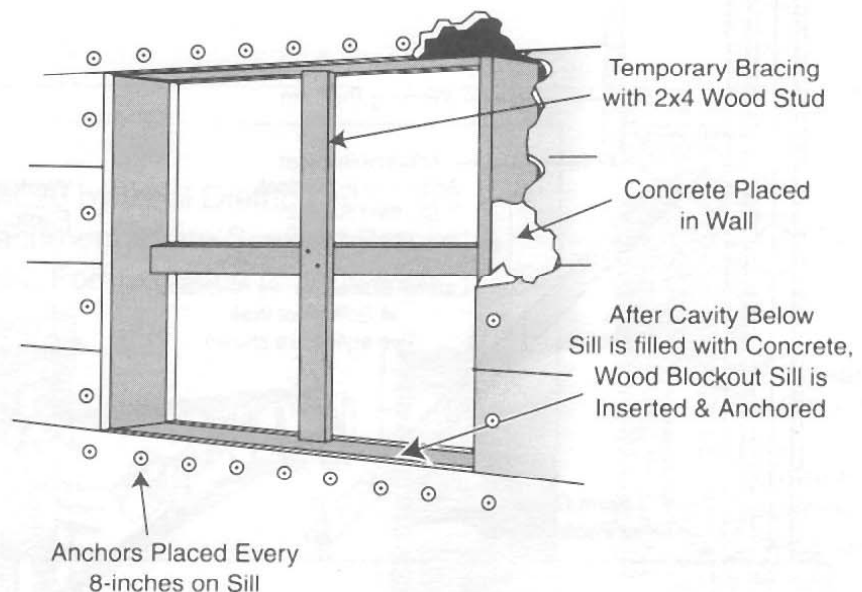 Temporary Bracing
with 2x4 Wood Stud
Concrete Placed
in Wall
After Cavity Below
Sill is filled with Concrete,
Wood Blockout Sill is
Inserted & Anchored
Anchors Placed Every
8-inches on Sill